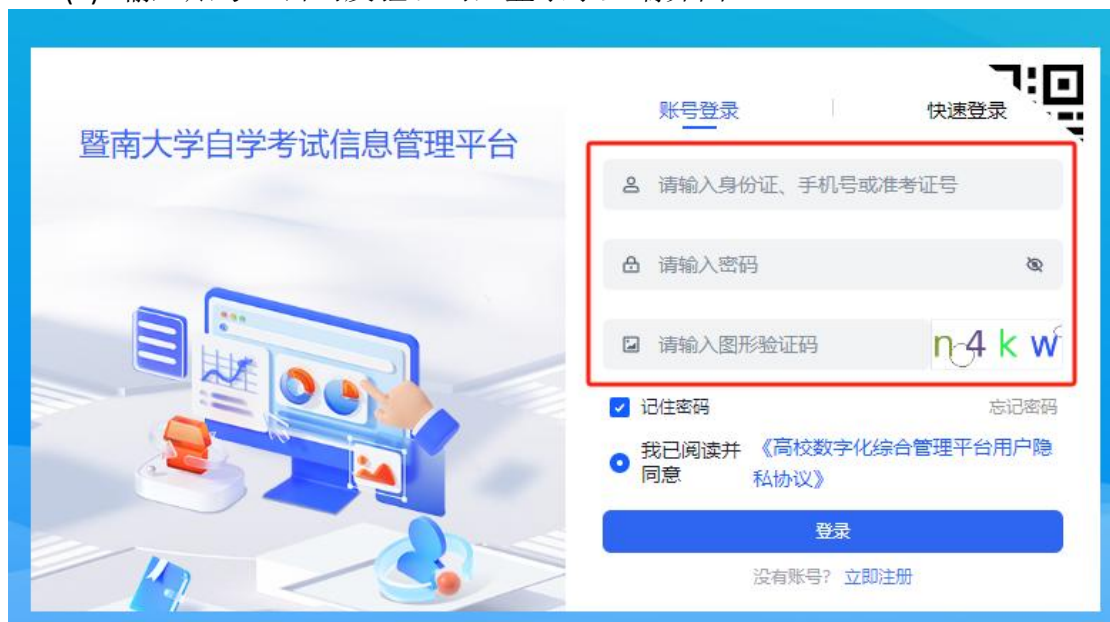 账号登录
快速登录
暨南大学自学考试信息管理平台
请输入身份证、手机号或准考证号
请输入密码
请输入图形验证码
n4kw
记住密码
忘记密码
我已阅读并同意
《高校数字化综合管理平台用户隐
私协议》
登录
没有账号? 立即注册